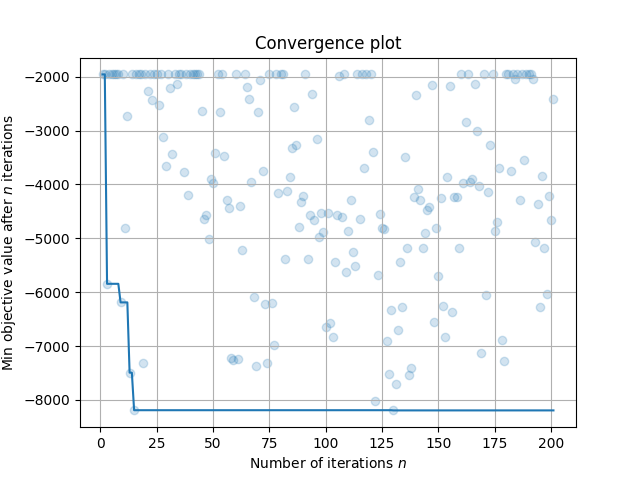 Convergence plot
Min objective value after n iterations
−2000
−3000
−4000
−5000
−6000
−7000
−8000
0 25 50 75 100 125 150 175 200
Number of iterations n